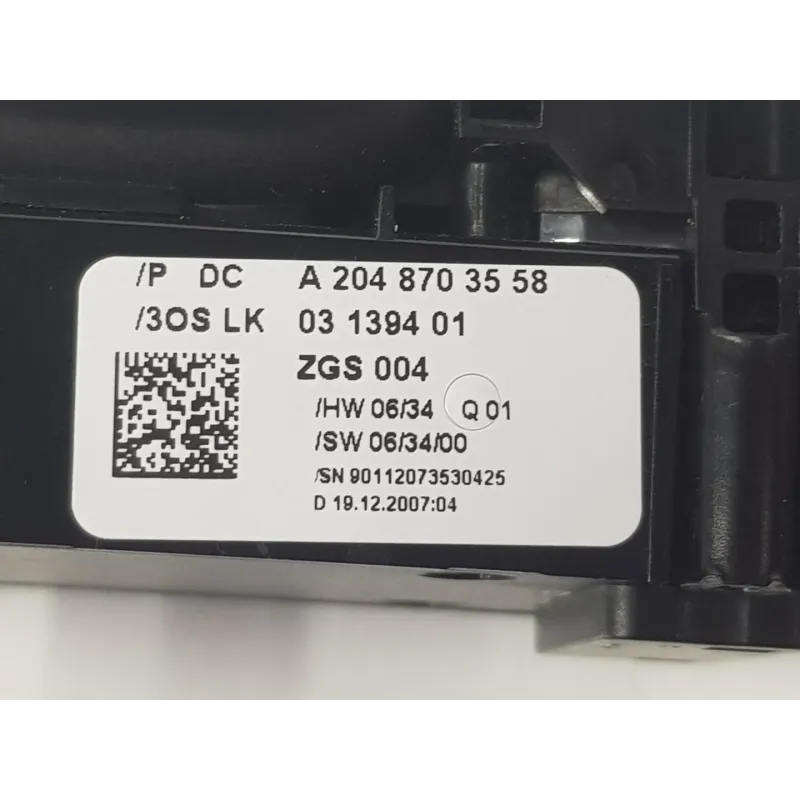 /P DC A 204 870 35 58
/3OS LK 03 1394 01
ZGS 004
/HW 06/34 Q 01
/SW 06/34/00
/SN 90112073530425
D 19.12.2007:04